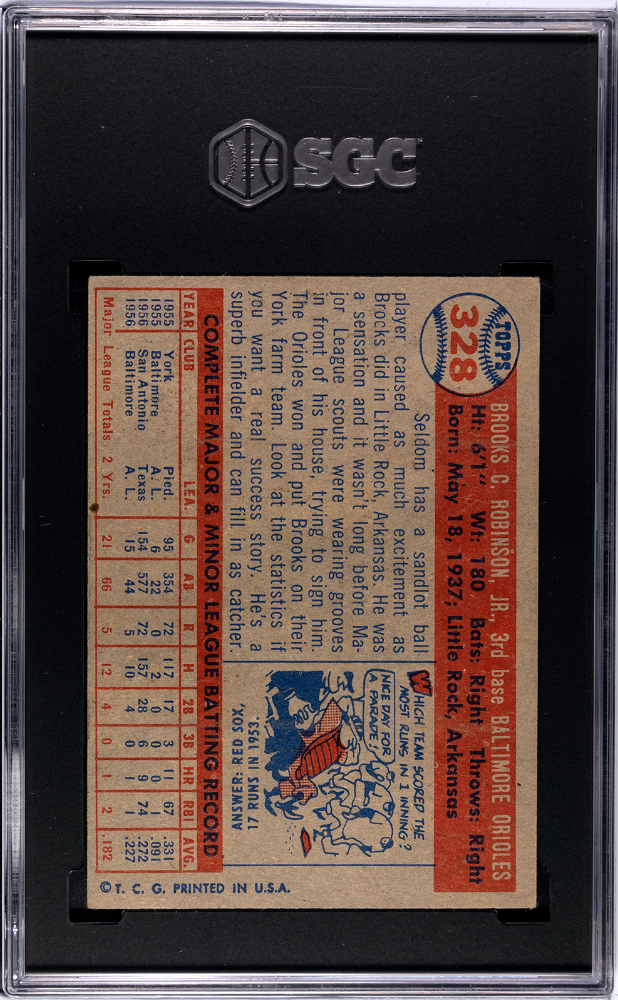 SGC
TOPPS
328
BROOKS C. ROBINSON, JR., 3rd base BALTIMORE ORIOLES
Ht: 6'1" Wt: 180 Bats: Right Throws: Right
Born: May 18, 1937; Little Rock, Arkansas
Seldom has a sandlot ball
player caused as much excitement as
Brooks did in Little Rock, Arkansas. He was
a sensation and it wasn't long before Ma-
jor League scouts were wearing grooves
in front of his house, trying to sign him.
The Orioles won and put Brooks on their
York farm team. Look at the statistics if
you want a real success story. He's a
superb infielder and can fill in as catcher.
WHICH TEAM SCORED THE
MOST RUNS IN 1 INNING?
NICE DAY FOR
A PARADE!
ANSWER: RED SOX,
17 RUNS IN 1953.
COMPLETE MAJOR & MINOR LEAGUE BATTING RECORD
YEAR CLUB LEA. G AB R H 2B 3B HR RBI AVG.
1955 York Pied. 95 354 72 117 17 3 11 67 .331
1955 Baltimore A. L. 6 22 0 2 0 0 0 1 .091
1956 San Antonio Texas 154 577 72 157 28 6 9 74 .272
1956 Baltimore A. L. 15 44 5 10 4 0 1 1 .227
Major League Totals 2 Yrs. 21 66 5 12 4 0 1 2 .182
© T. C. G. PRINTED IN U.S.A.